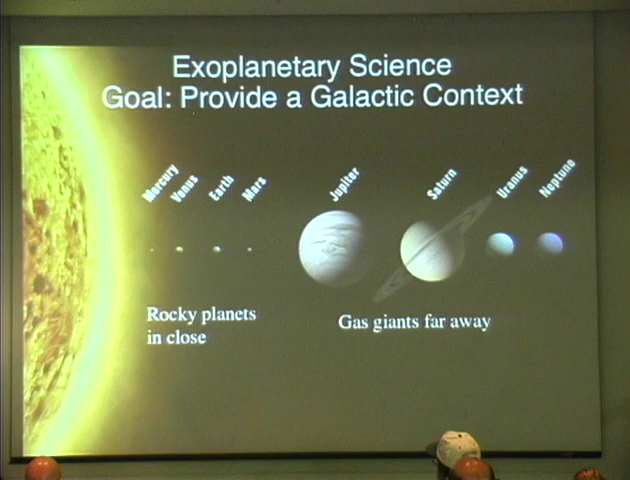 Exoplanetary Science
Goal: Provide a Galactic Context
Mercury
Venus
Earth
Mars
Jupiter
Saturn
Uranus
Neptune
Rocky planets
in close
Gas giants far away